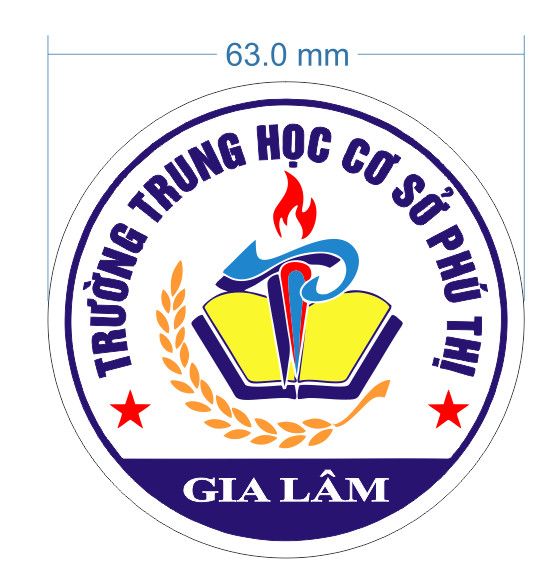 63.0 mm
TRƯỜNG TRUNG HỌC CƠ SỞ PHÚ THỊ
GIA LÂM